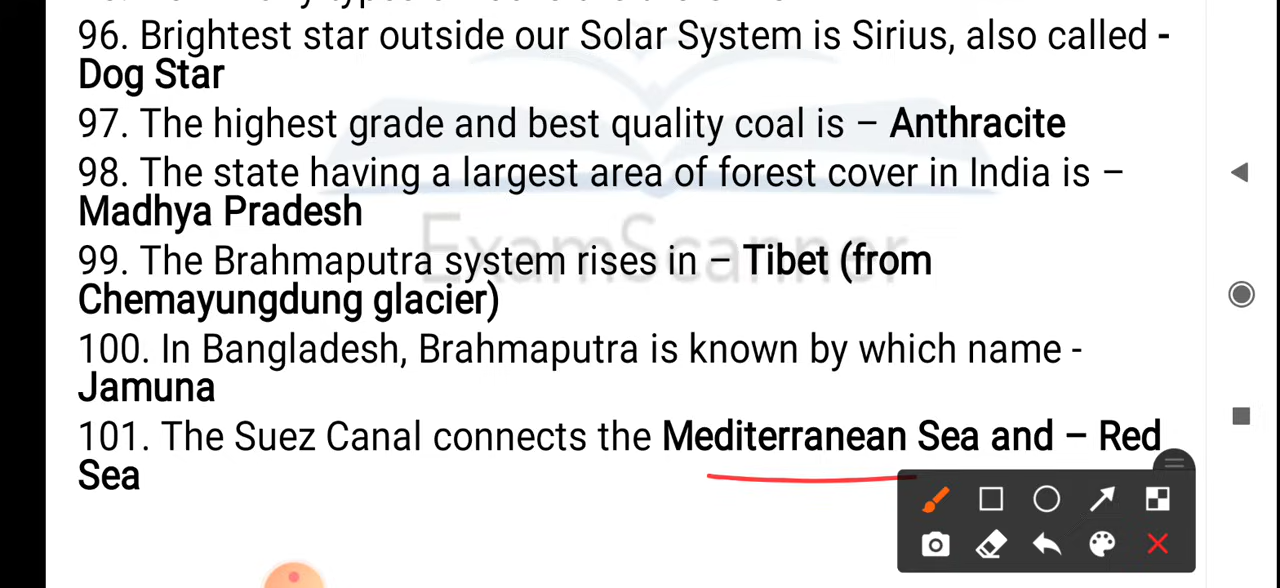 96. Brightest star outside our Solar System is Sirius, also called -
Dog Star
97. The highest grade and best quality coal is – Anthracite
98. The state having a largest area of forest cover in India is –
Madhya Pradesh
ExamScanner
99. The Brahmaputra system rises in – Tibet (from
Chemayungdung glacier)
100. In Bangladesh, Brahmaputra is known by which name -
Jamuna
101. The Suez Canal connects the Mediterranean Sea and – Red
Sea